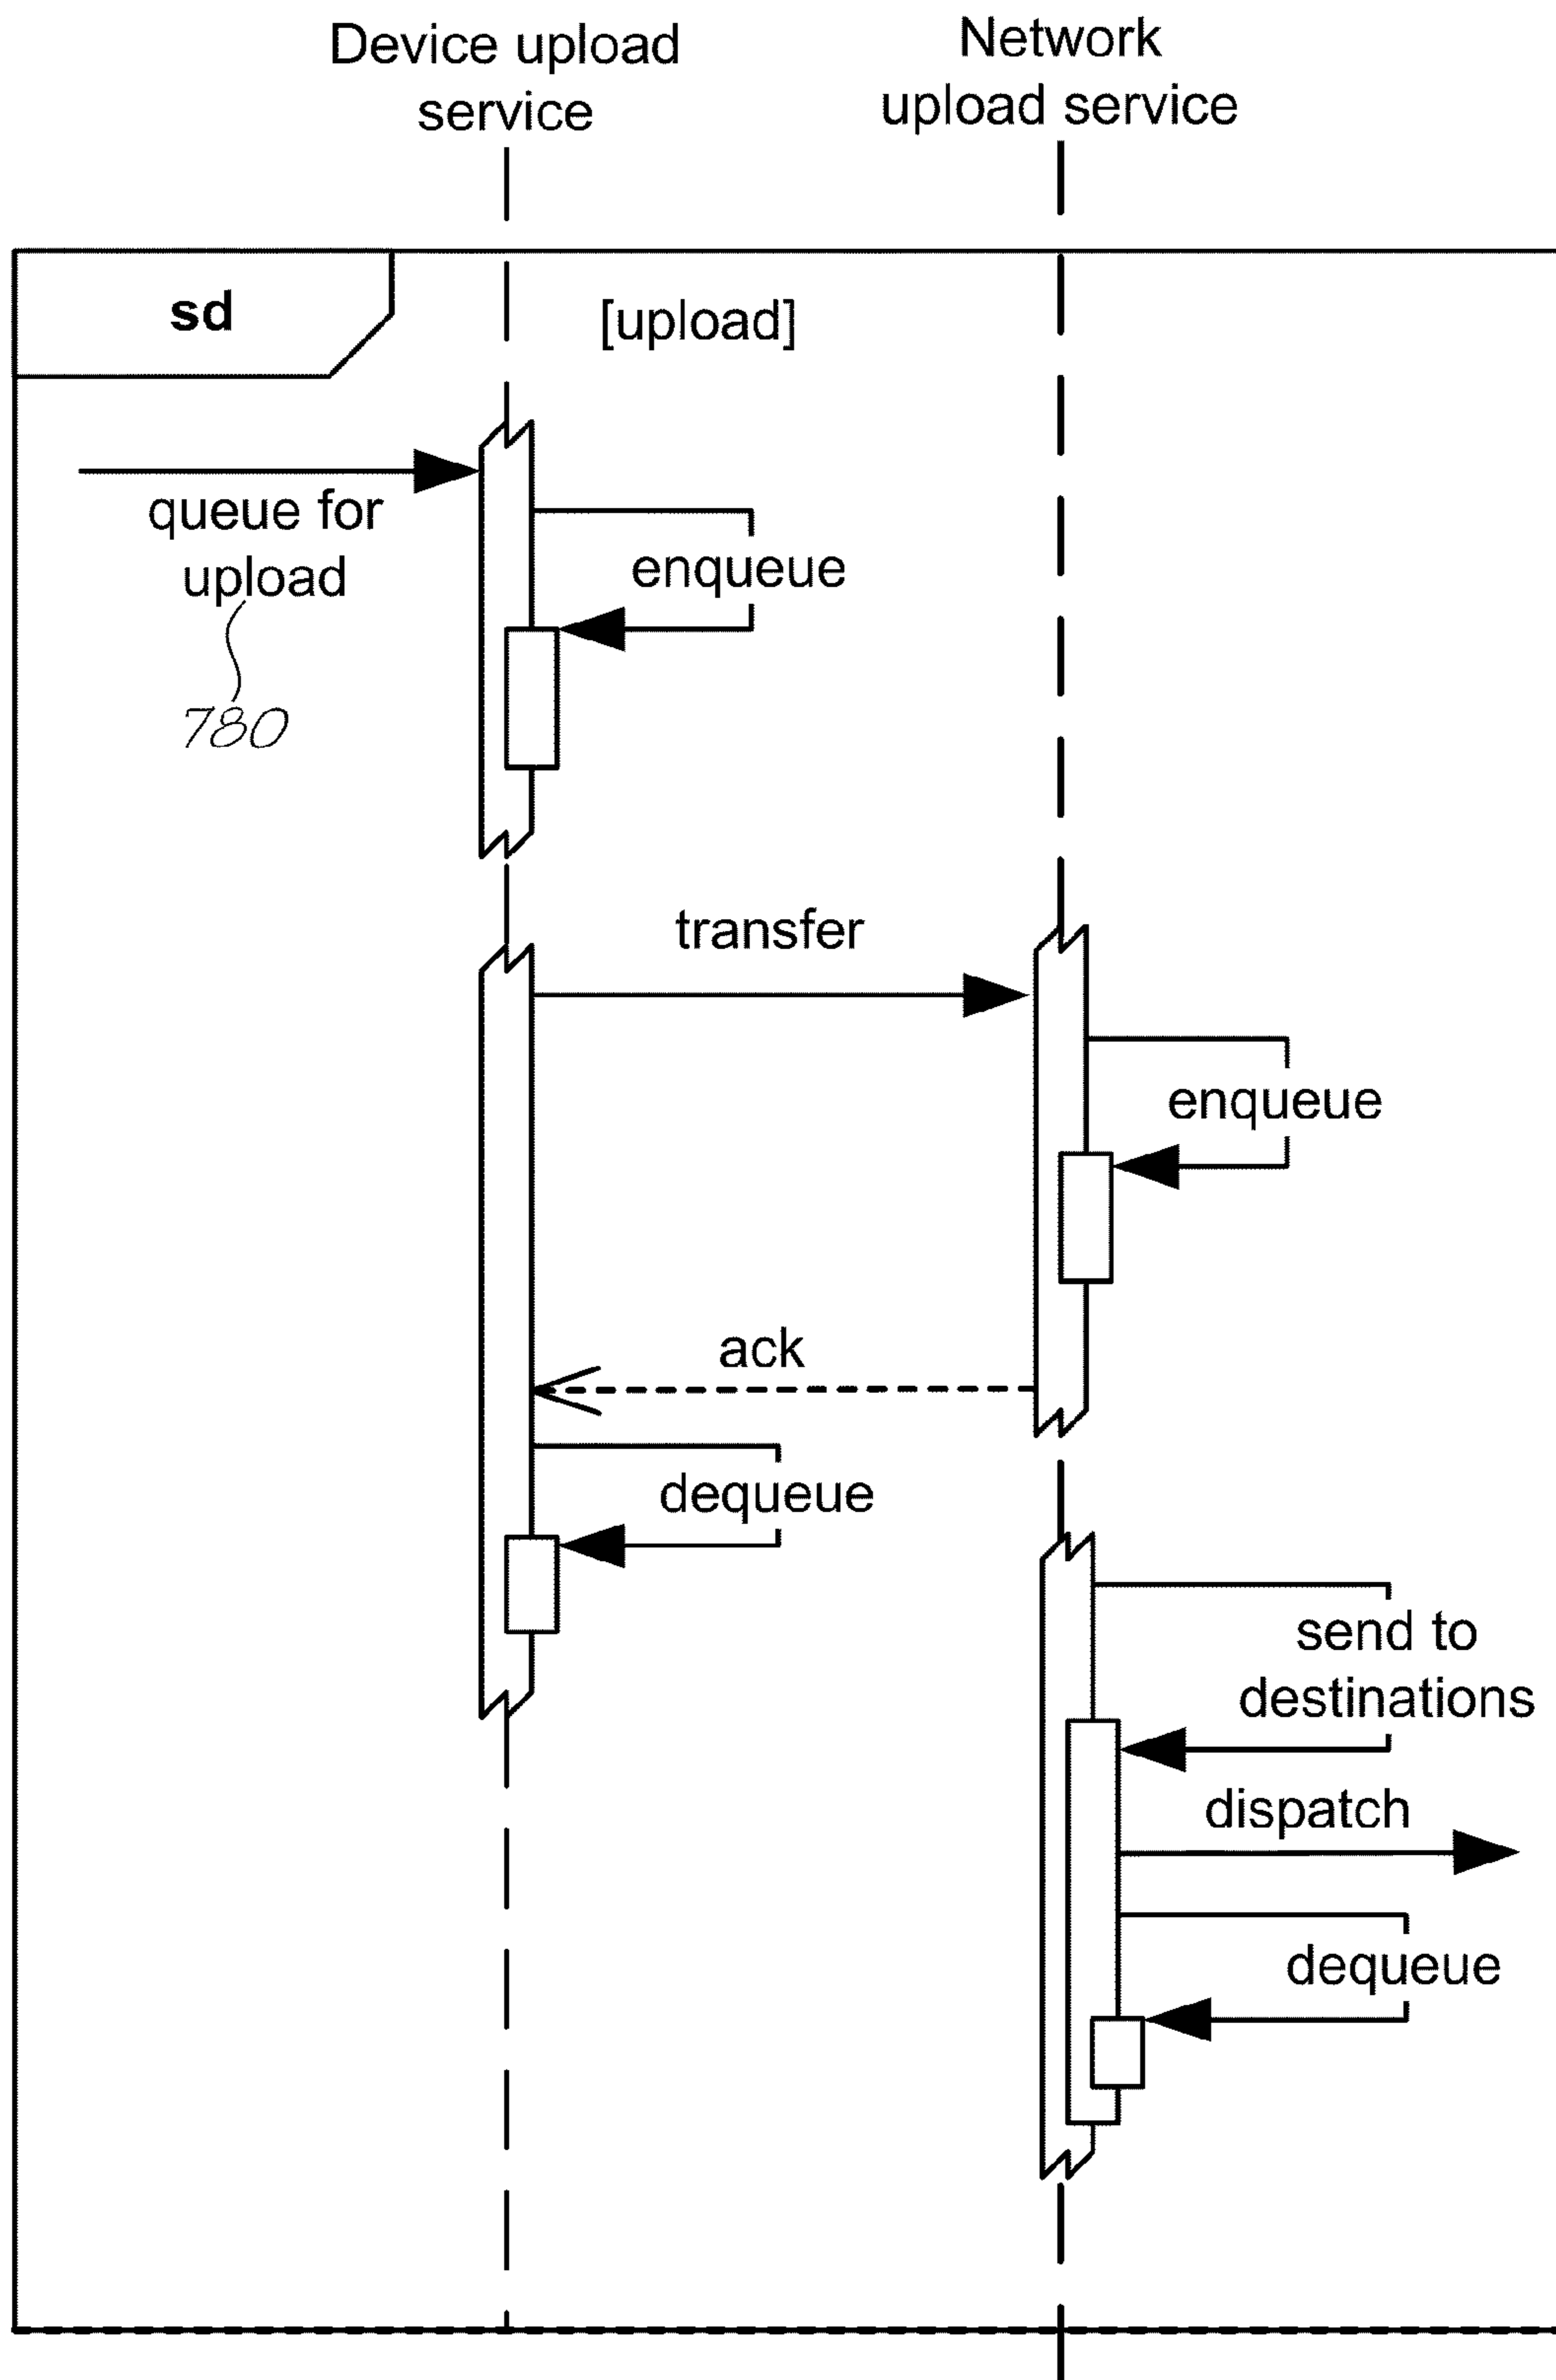 Device upload
service
Network
upload service
sd
[upload]
queue for
upload
780
enqueue
transfer
enqueue
ack
dequeue
send to
destinations
dispatch
dequeue